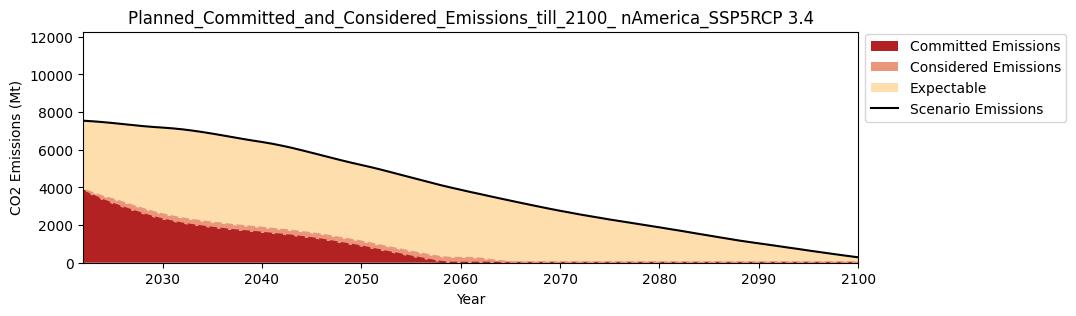 Planned_Committed_and_Considered_Emissions_till_2100_ nAmerica_SSP5RCP 3.4
12000
10000
8000
6000
4000
2000
0
CO2 Emissions (Mt)
2030 2040 2050 2060 2070 2080 2090 2100
Year
Committed Emissions
Considered Emissions
Expectable
Scenario Emissions